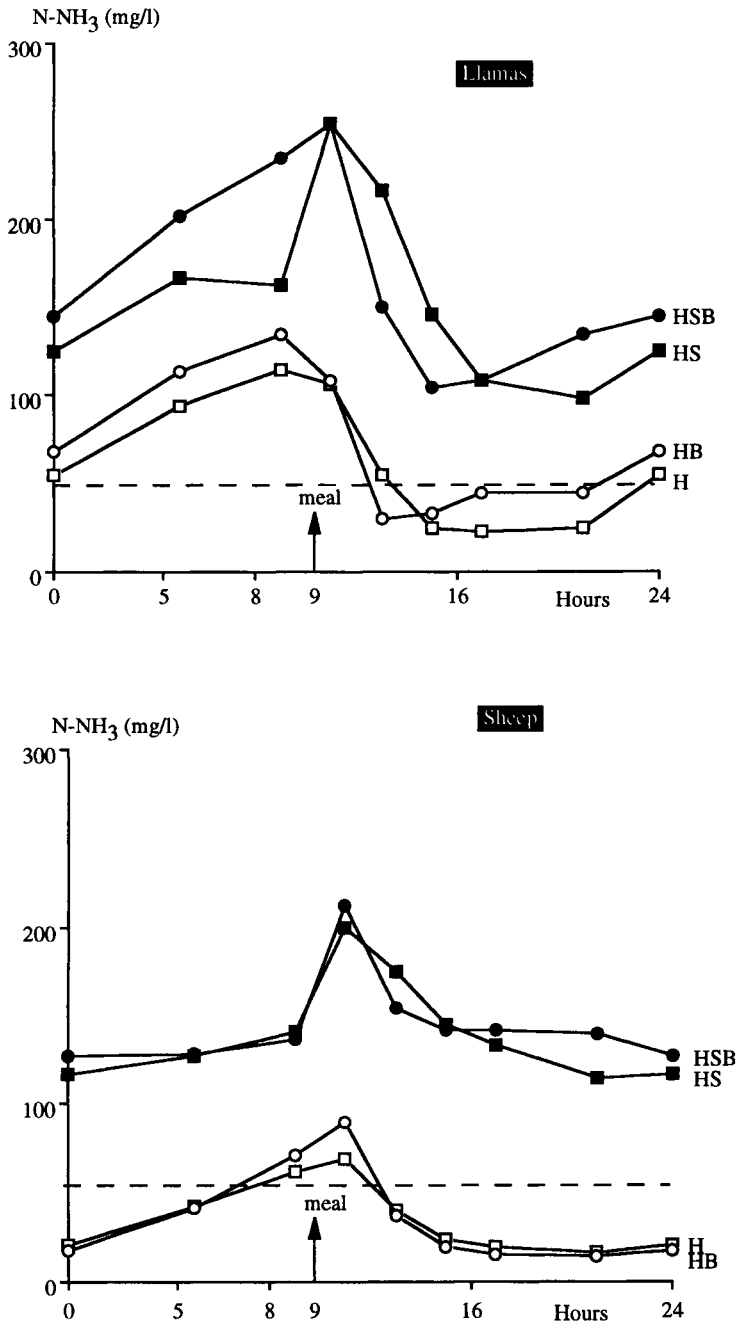 N-NH3 (mg/l)
300
Llamas
200
HSB
HS
100
HB
H
meal
0
0 5 8 9 16 Hours 24
N-NH3 (mg/l)
Sheep
300
200
HSB
HS
100
meal
H
HB
0
0 5 8 9 16 Hours 24